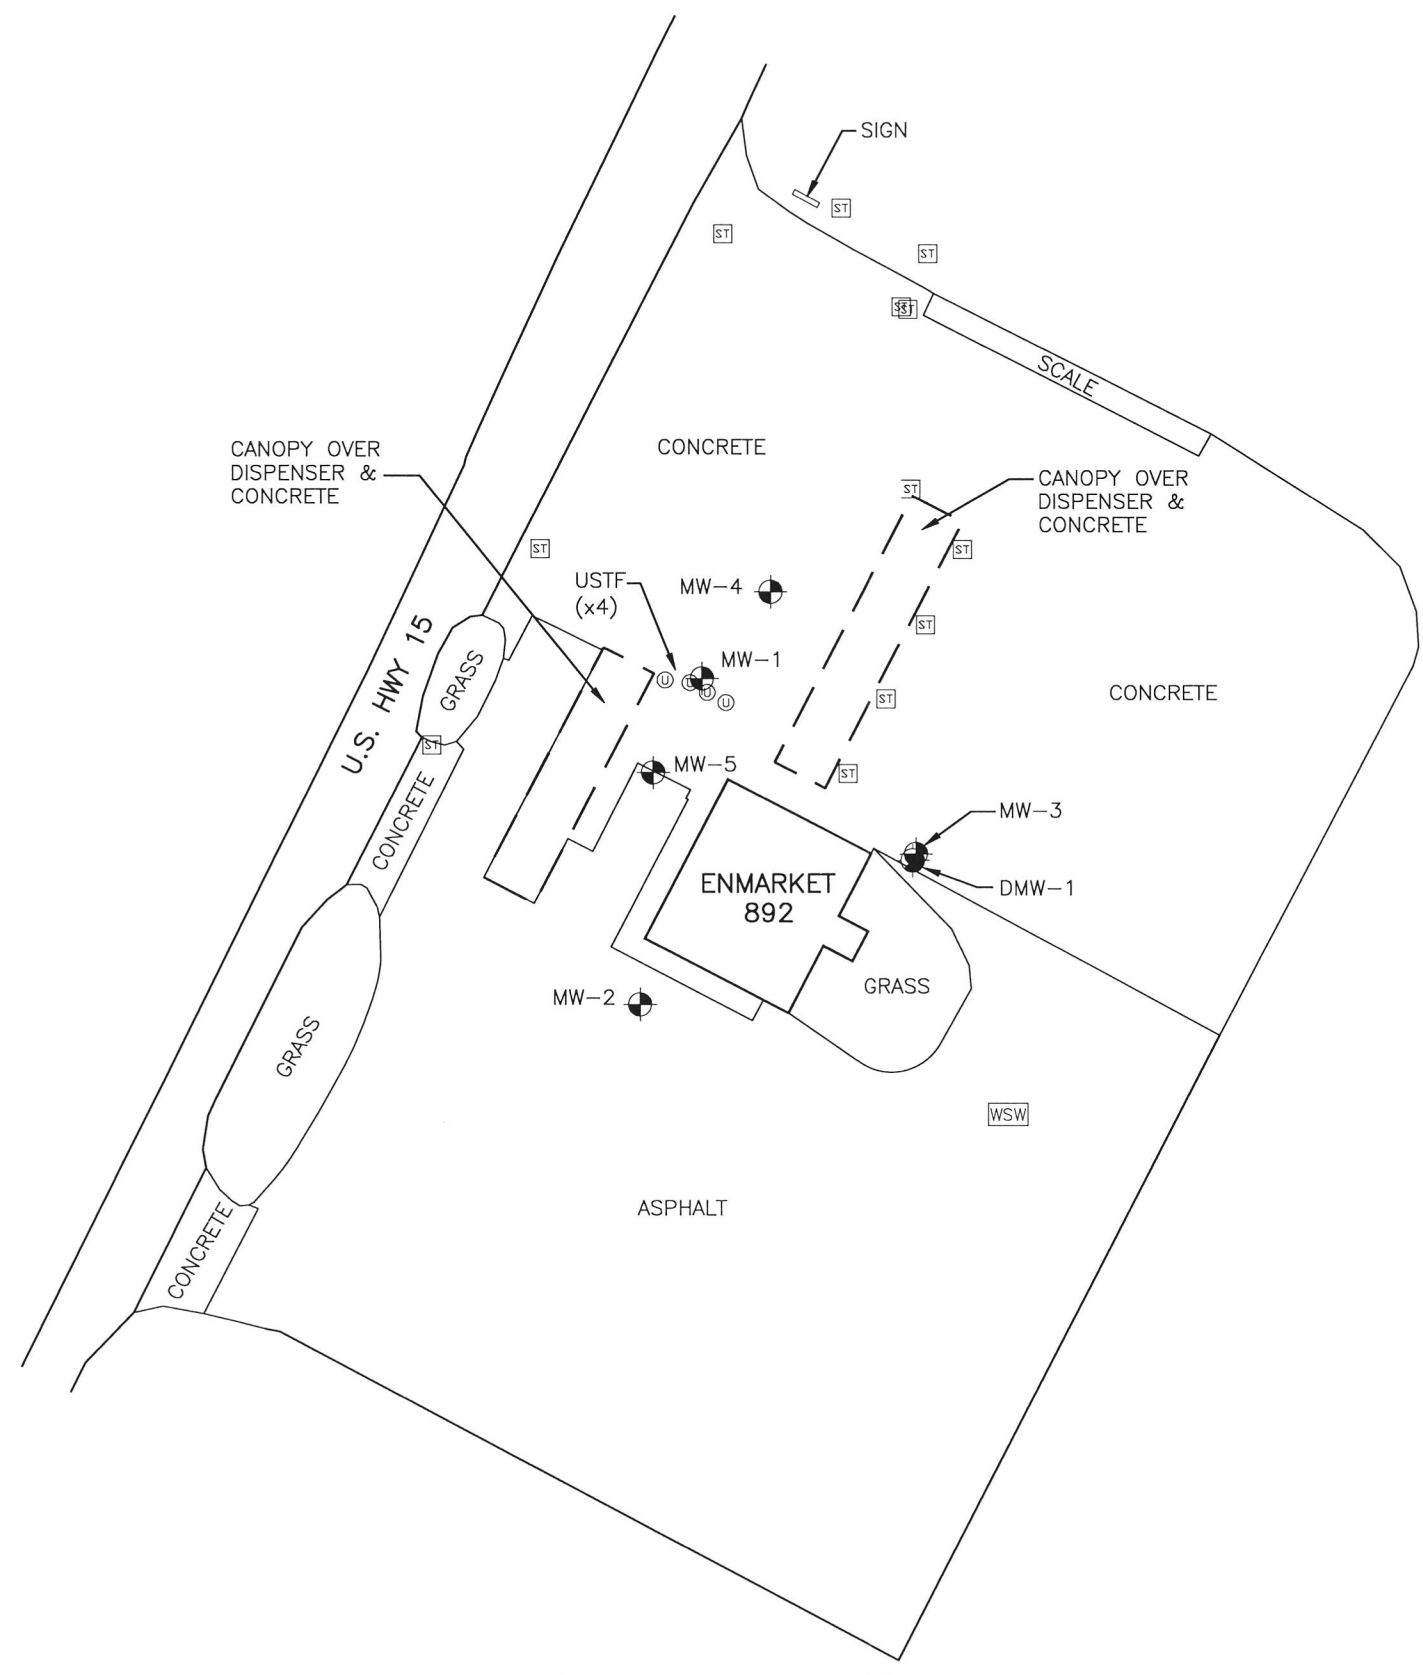 SIGN
ST
ST
ST
ST
ST
SCALE
CANOPY OVER
DISPENSER &
CONCRETE
CONCRETE
CANOPY OVER
DISPENSER &
CONCRETE
ST
ST
ST
USTF
(x4)
MW-4
ST
U.S. HWY 15
GRASS
MW-1
U
U
U
U
CONCRETE
ST
ST
MW-5
ST
CONCRETE
MW-3
ENMARKET
892
DMW-1
GRASS
MW-2
GRASS
WSW
ASPHALT
CONCRETE